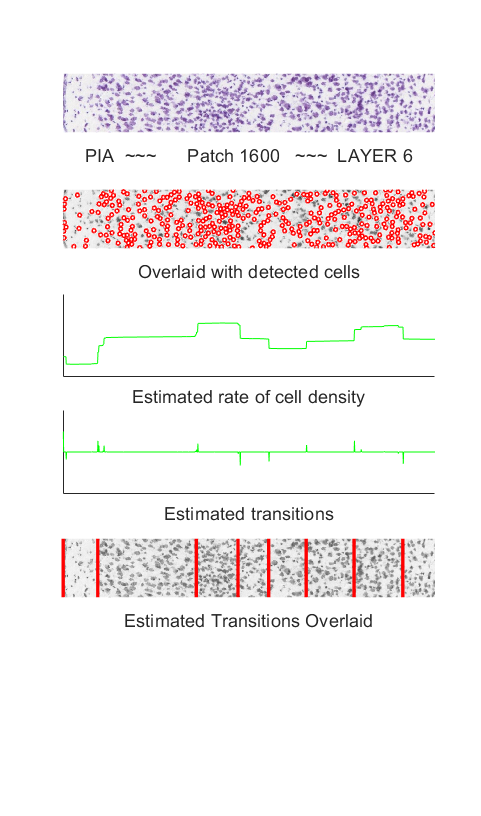 PIA ~~~ Patch 1600 ~~~ LAYER 6
Overlaid with detected cells
Estimated rate of cell density
Estimated transitions
Estimated Transitions Overlaid